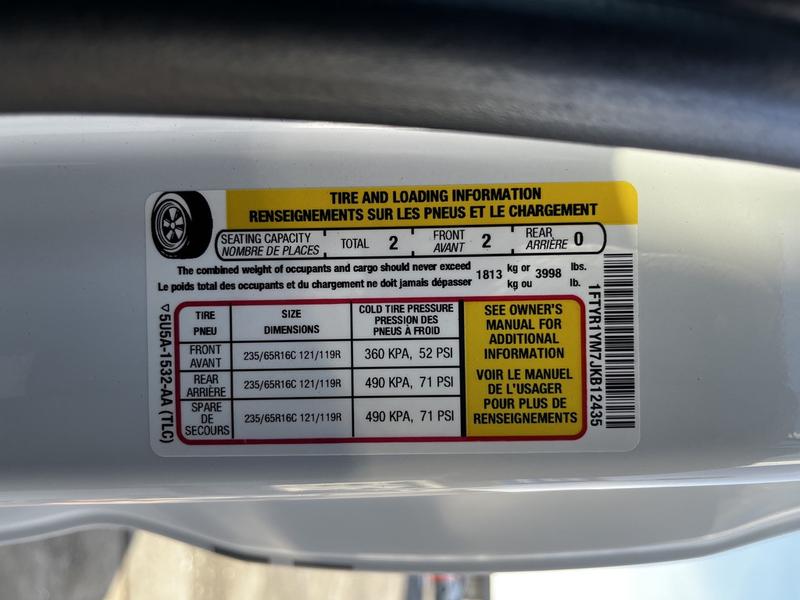 TIRE AND LOADING INFORMATION
RENSEIGNEMENTS SUR LES PNEUS ET LE CHARGEMENT
SEATING CAPACITY
NOMBRE DE PLACES
TOTAL 2
FRONT
AVANT
2
REAR
ARRIÈRE
0
The combined weight of occupants and cargo should never exceed
Le poids total des occupants et du chargement ne doit jamais dépasser
1813
kg or
kg ou
3998
lbs.
lb.
TIRE
PNEU
SIZE
DIMENSIONS
COLD TIRE PRESSURE
PRESSION DES
PNEUS À FROID
FRONT
AVANT
235/65R16C 121/119R
360 KPA, 52 PSI
REAR
ARRIÈRE
235/65R16C 121/119R
490 KPA, 71 PSI
SPARE
DE
SECOURS
235/65R16C 121/119R
490 KPA, 71 PSI
SEE OWNER'S
MANUAL FOR
ADDITIONAL
INFORMATION
VOIR LE MANUEL
DE L'USAGER
POUR PLUS DE
RENSEIGNEMENTS
▽5U5A-1532-AA (TLC)
1FTYR1YM7JKB12435